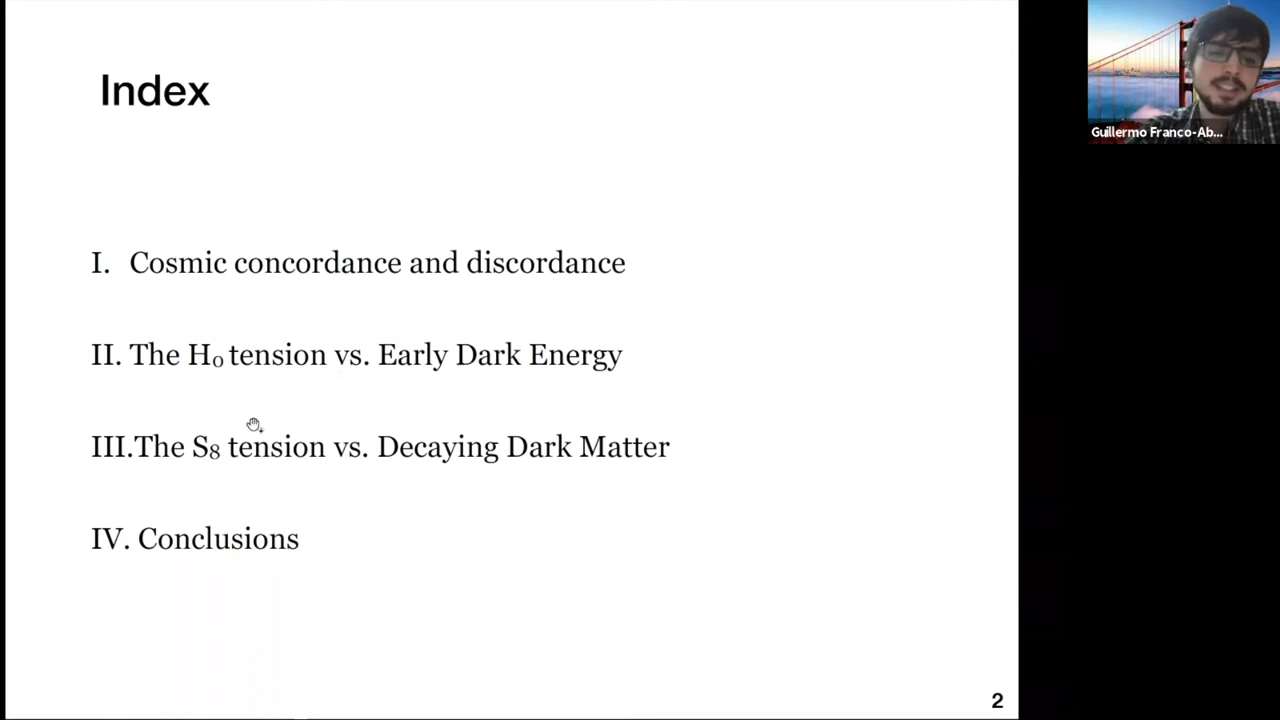 Index
I. Cosmic concordance and discordance
II. The H₀ tension vs. Early Dark Energy
III.The S₈ tension vs. Decaying Dark Matter
IV. Conclusions
2
Guillermo Franco-Ab...